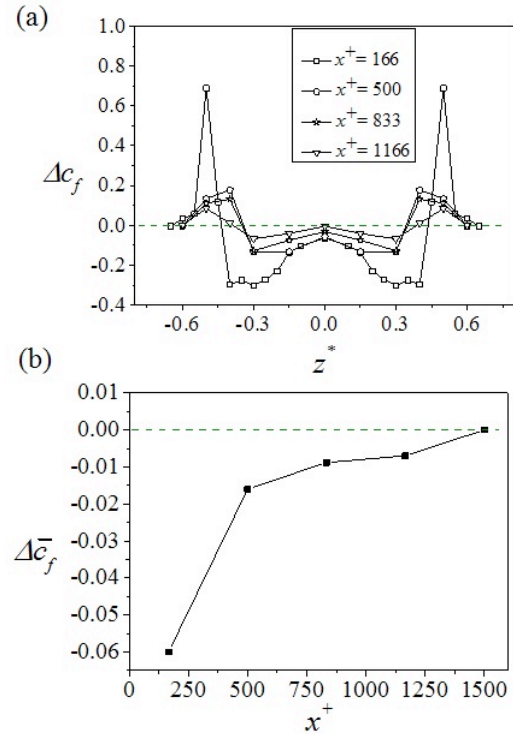 (a)
1.0
0.8
0.6
0.4
0.2
0.0
-0.2
-0.4
Δc_f
x⁺= 166
x⁺= 500
x⁺= 833
x⁺= 1166
-0.6 -0.3 0.0 0.3 0.6
z*
(b)
0.01
0.00
-0.01
-0.02
-0.03
-0.04
-0.05
-0.06
Δc̄_f
0 250 500 750 1000 1250 1500
x⁺